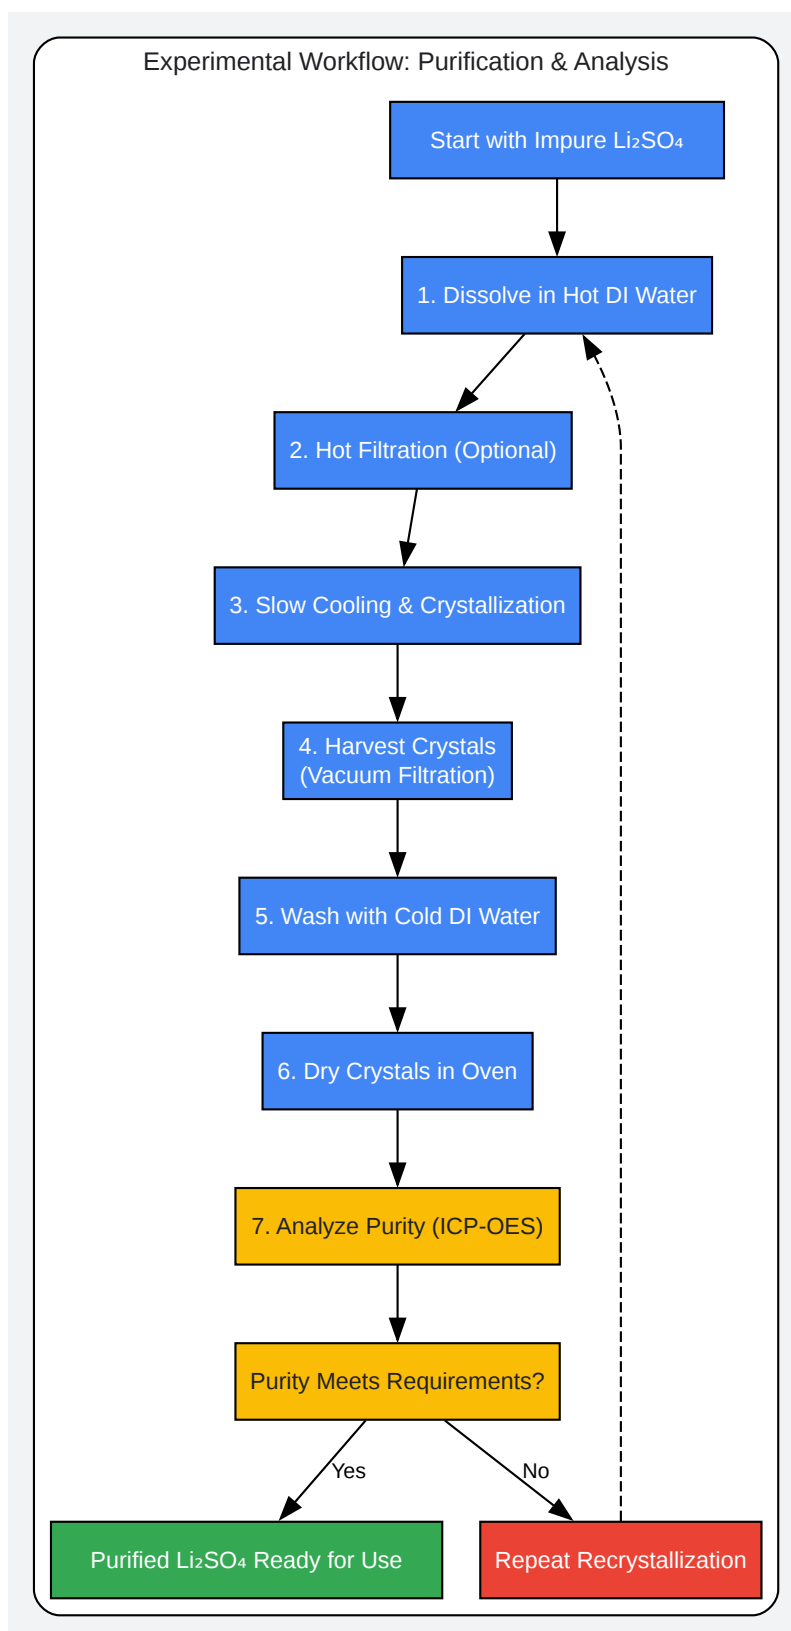 Experimental Workflow: Purification & Analysis
Start with Impure Li₂SO₄
1. Dissolve in Hot DI Water
2. Hot Filtration (Optional)
3. Slow Cooling & Crystallization
4. Harvest Crystals
(Vacuum Filtration)
5. Wash with Cold DI Water
6. Dry Crystals in Oven
7. Analyze Purity (ICP-OES)
Purity Meets Requirements?
Yes
No
Purified Li₂SO₄ Ready for Use
Repeat Recrystallization